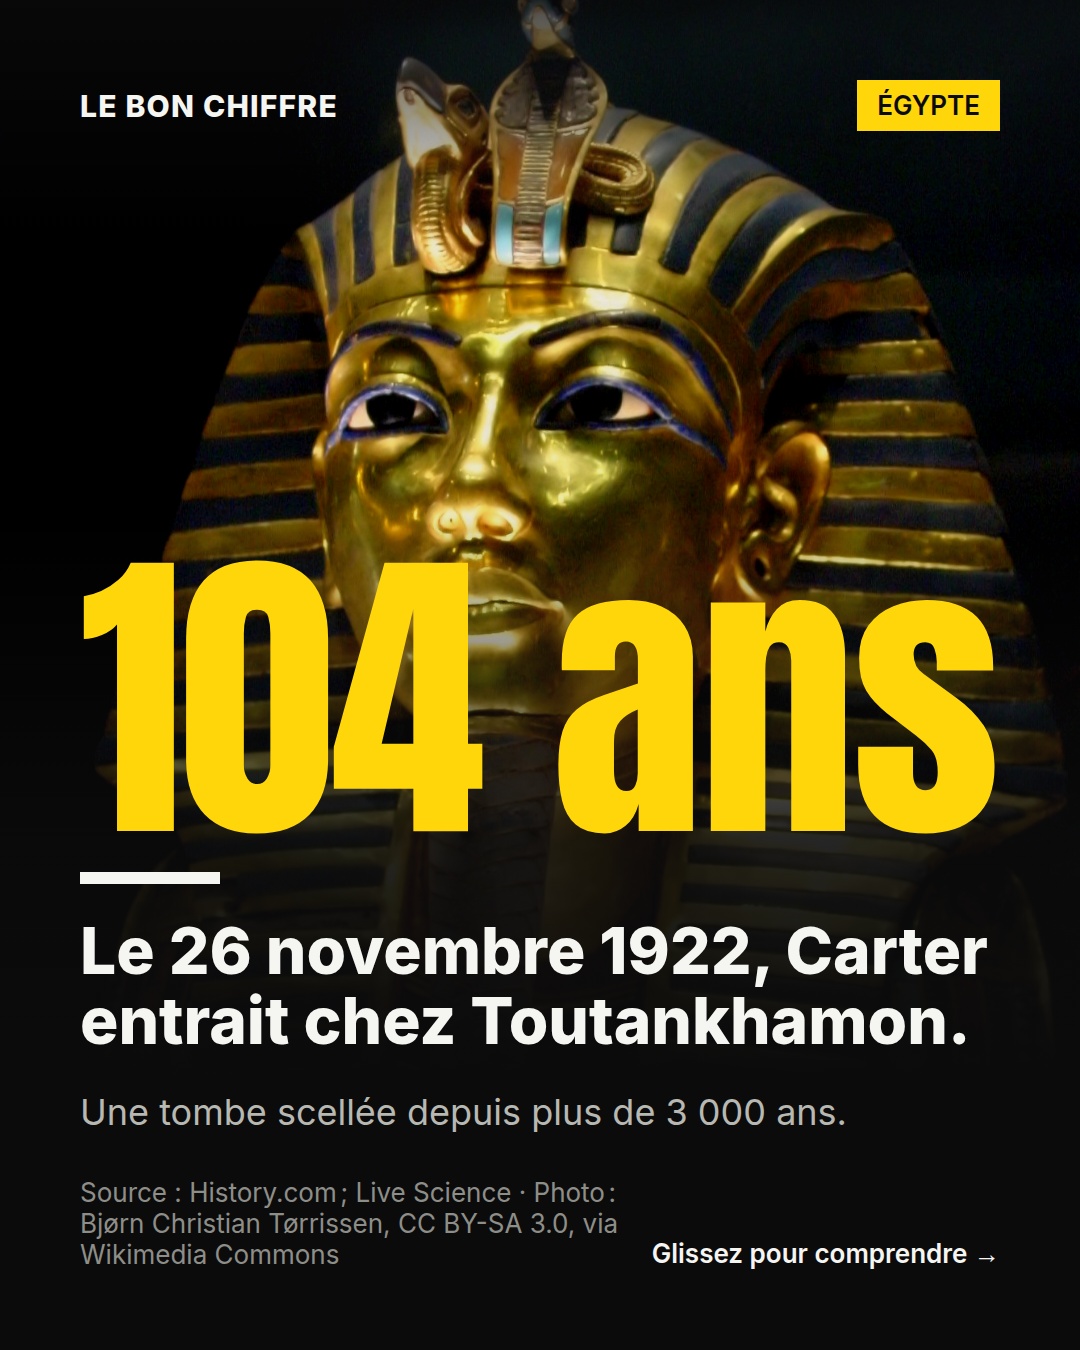 LE BON CHIFFRE
ÉGYPTE
104 ans
Le 26 novembre 1922, Carter
entrait chez Toutankhamon.
Une tombe scellée depuis plus de 3 000 ans.
Source : History.com ; Live Science · Photo :
Bjørn Christian Tørrissen, CC BY-SA 3.0, via
Wikimedia Commons
Glissez pour comprendre →